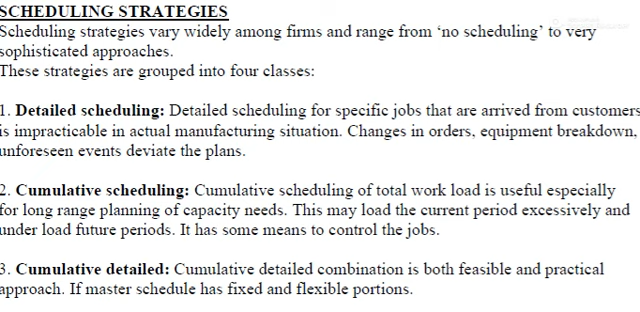 SCHEDULING STRATEGIES
Scheduling strategies vary widely among firms and range from ‘no scheduling’ to very
sophisticated approaches.
These strategies are grouped into four classes:
1. Detailed scheduling: Detailed scheduling for specific jobs that are arrived from customers
is impracticable in actual manufacturing situation. Changes in orders, equipment breakdown,
unforeseen events deviate the plans.
2. Cumulative scheduling: Cumulative scheduling of total work load is useful especially
for long range planning of capacity needs. This may load the current period excessively and
under load future periods. It has some means to control the jobs.
3. Cumulative detailed: Cumulative detailed combination is both feasible and practical
approach. If master schedule has fixed and flexible portions.